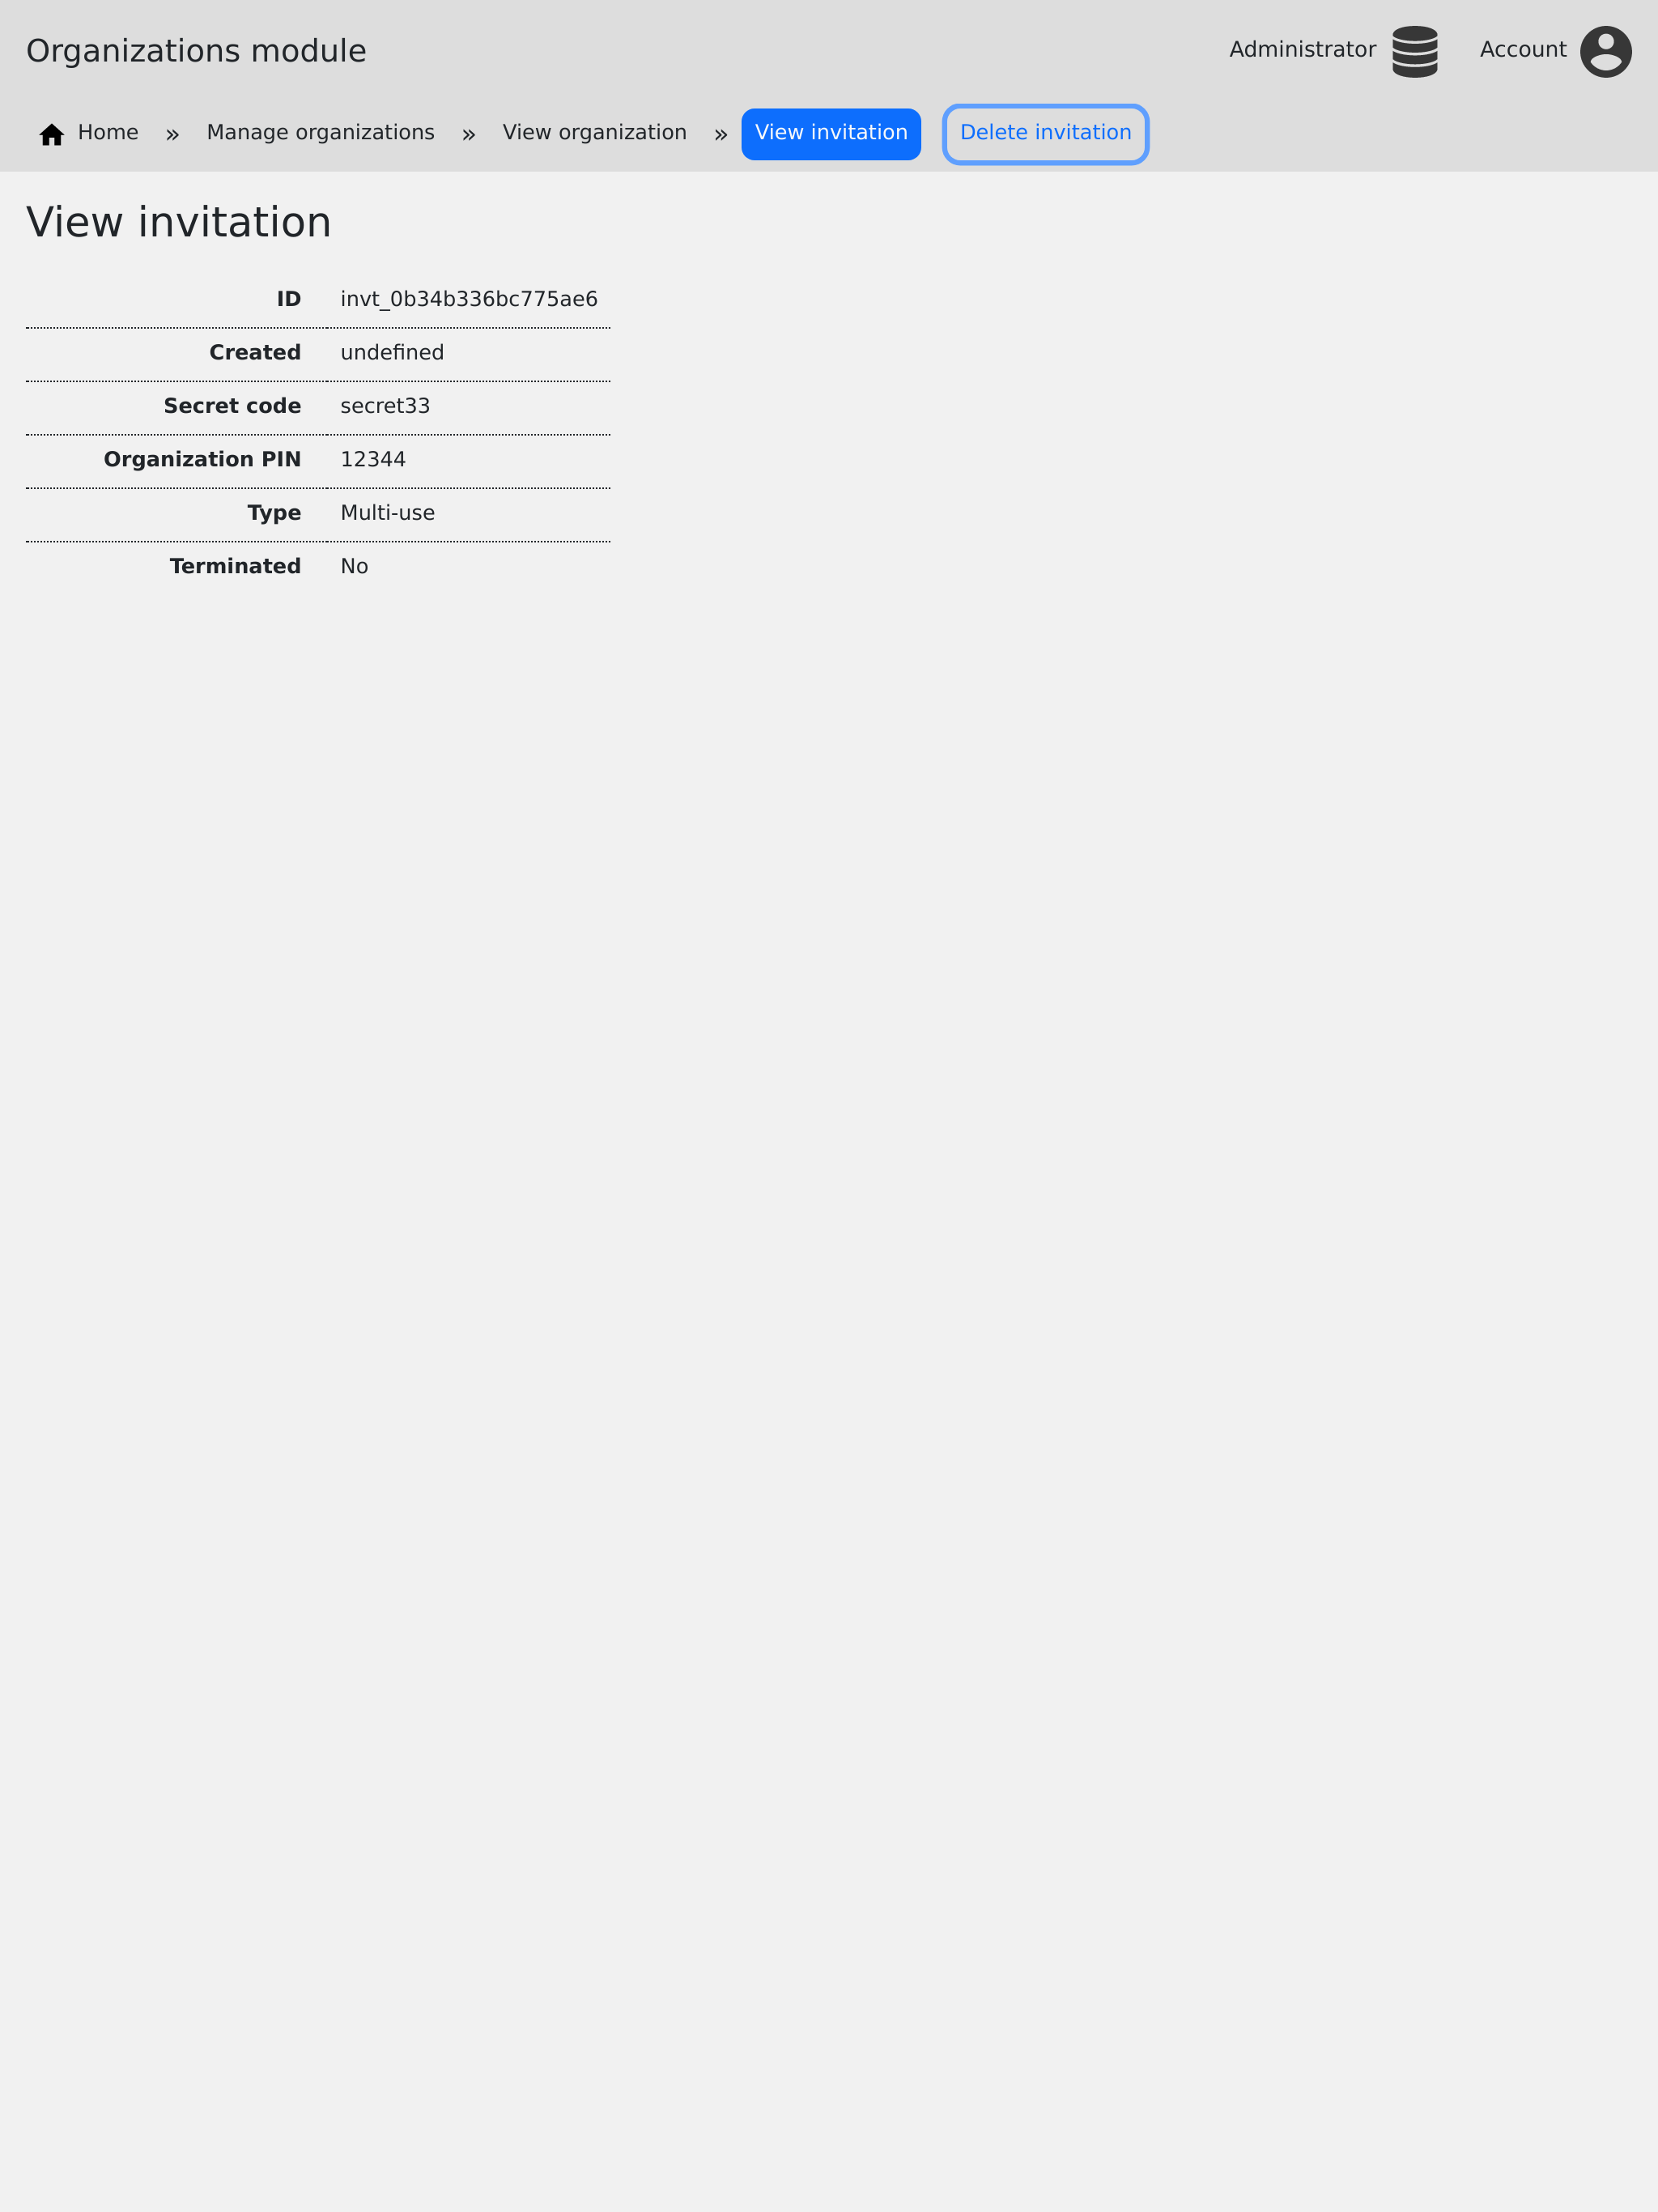 Organizations module
Administrator
Account
Home » Manage organizations » View organization » View invitation Delete invitation
View invitation
ID invt_0b34b336bc775ae6
Created undefined
Secret code secret33
Organization PIN 12344
Type Multi-use
Terminated No